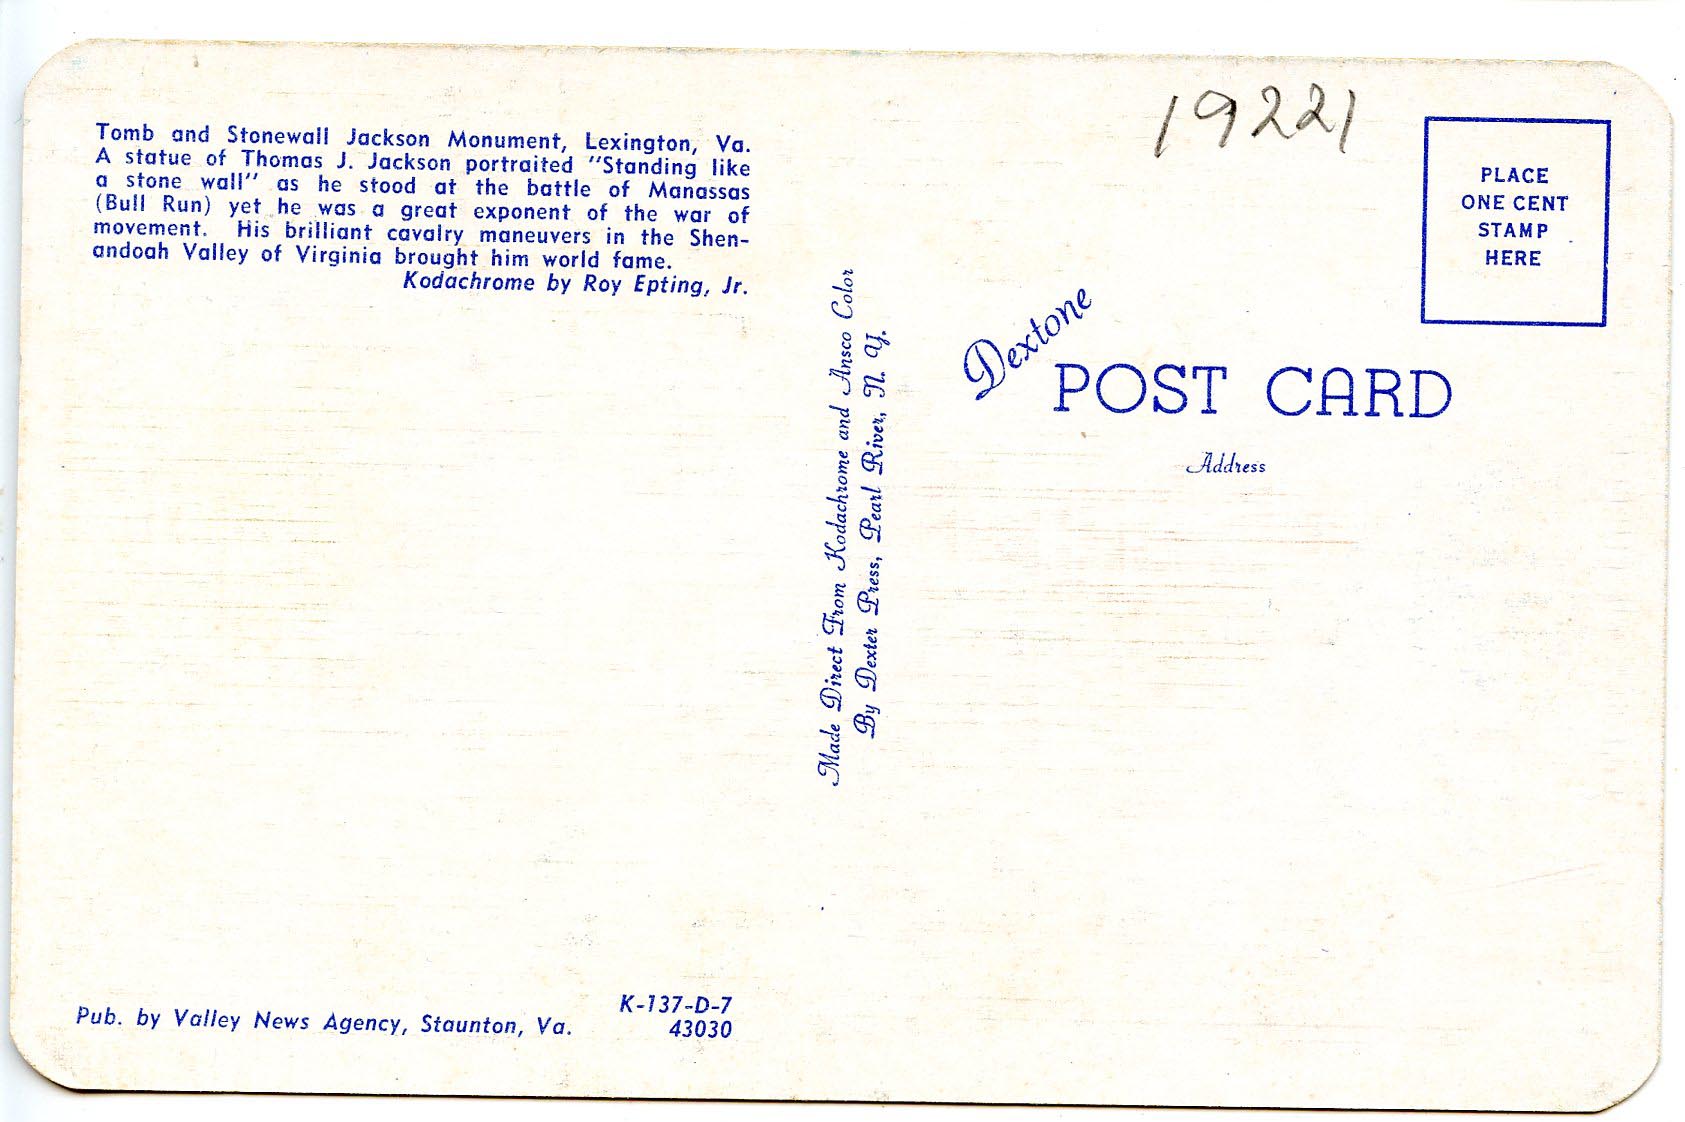 Tomb and Stonewall Jackson Monument, Lexington, Va.
A statue of Thomas J. Jackson portraited "Standing like
a stone wall" as he stood at the battle of Manassas
(Bull Run) yet he was a great exponent of the war of
movement. His brilliant cavalry maneuvers in the Shen-
andoah Valley of Virginia brought him world fame.
Kodachrome by Roy Epting, Jr.
Pub. by Valley News Agency, Staunton, Va.
K-137-D-7
43030
Made Direct From Kodachrome and Ansco Color
By Dexter Press, Pearl River, N. Y.
19221
PLACE
ONE CENT
STAMP
HERE
Dextone
POST CARD
Address